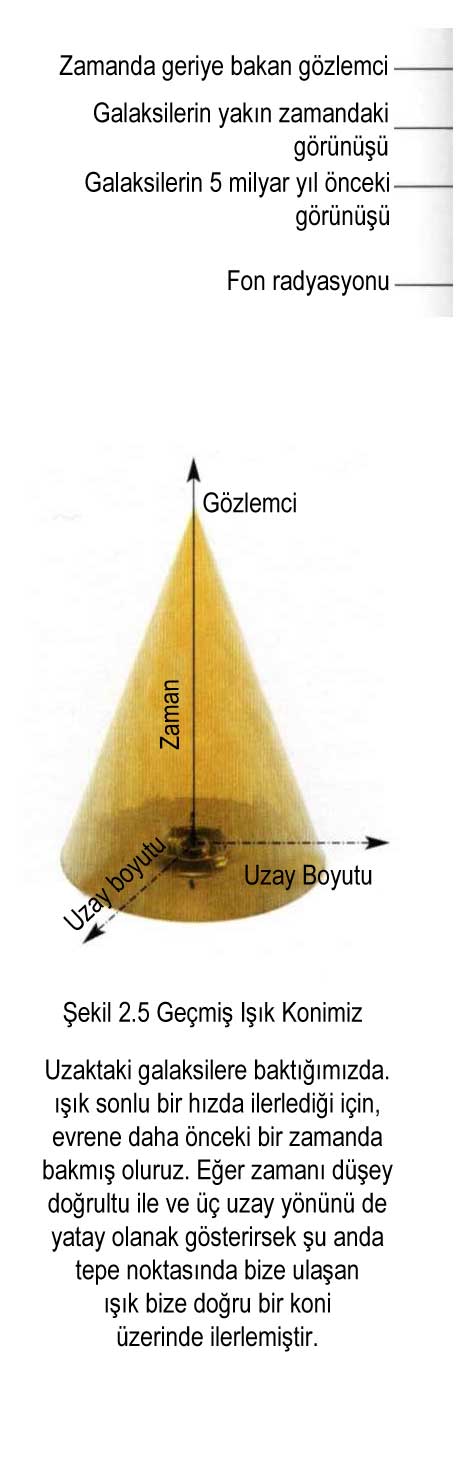 Zamanda geriye bakan gözlemci
Galaksilerin yakın zamandaki
görünüşü
Galaksilerin 5 milyar yıl önceki
görünüşü
Fon radyasyonu
Gözlemci
Zaman
Uzay boyutu
Uzay Boyutu
Şekil 2.5 Geçmiş Işık Konimiz
Uzaktaki galaksilere baktığımızda.
ışık sonlu bir hızda ilerlediği için,
evrene daha önceki bir zamanda
bakmış oluruz. Eğer zamanı düşey
doğrultu ile ve üç uzay yönünü de
yatay olanak gösterirsek şu anda
tepe noktasında bize ulaşan
ışık bize doğru bir koni
üzerinde ilerlemiştir.